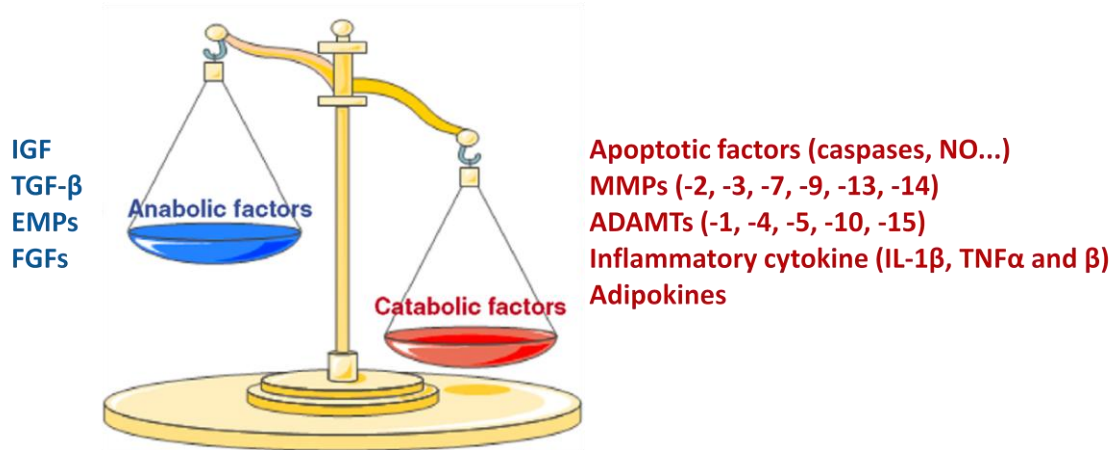 IGF
TGF-β
EMPs
FGFs
Anabolic factors
Catabolic factors
Apoptotic factors (caspases, NO...)
MMPs (-2, -3, -7, -9, -13, -14)
ADAMTs (-1, -4, -5, -10, -15)
Inflammatory cytokine (IL-1β, TNFα and β)
Adipokines